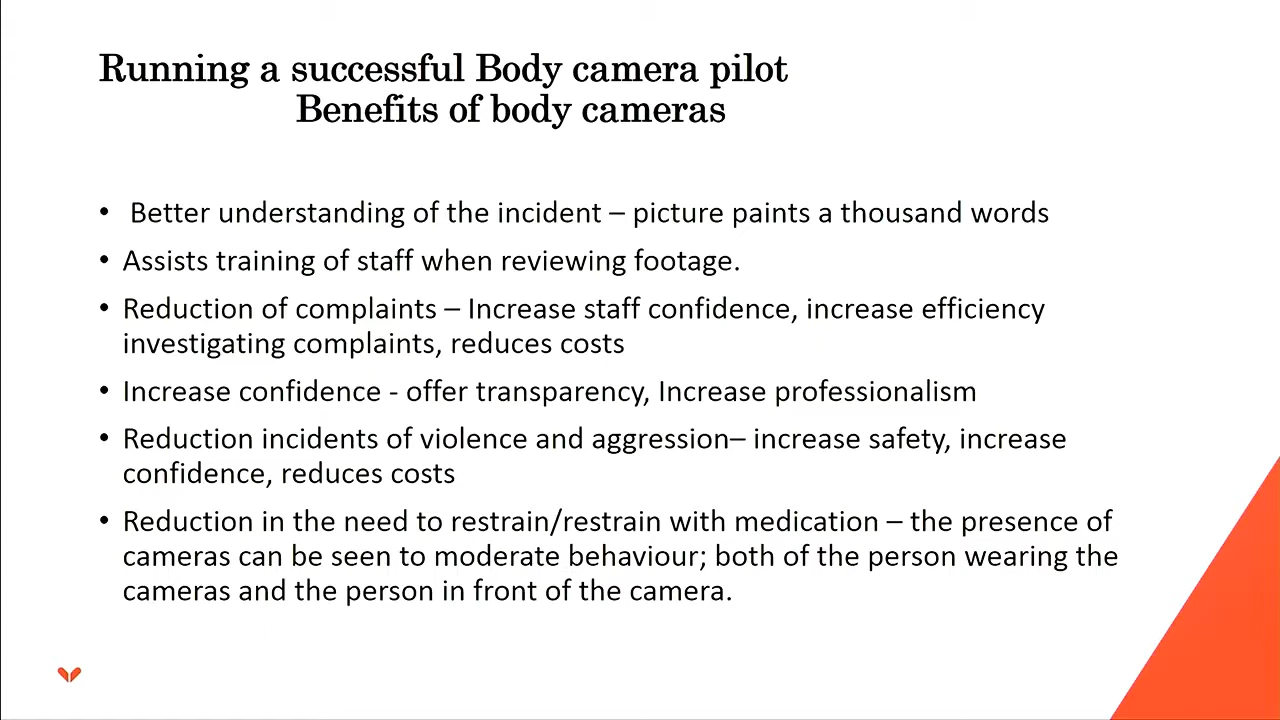 Running a successful Body camera pilot
Benefits of body cameras
• Better understanding of the incident – picture paints a thousand words
• Assists training of staff when reviewing footage.
• Reduction of complaints – Increase staff confidence, increase efficiency
investigating complaints, reduces costs
• Increase confidence - offer transparency, Increase professionalism
• Reduction incidents of violence and aggression– increase safety, increase
confidence, reduces costs
• Reduction in the need to restrain/restrain with medication – the presence of
cameras can be seen to moderate behaviour; both of the person wearing the
cameras and the person in front of the camera.